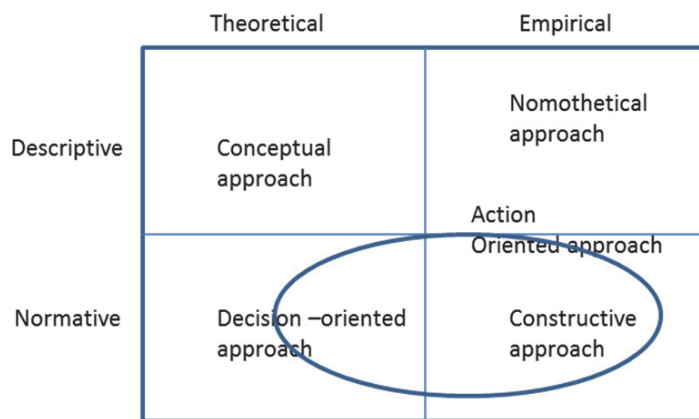 Theoretical
Empirical
Descriptive
Conceptual
approach
Nomothetical
approach
Action
Oriented approach
Normative
Decision –oriented
approach
Constructive
approach